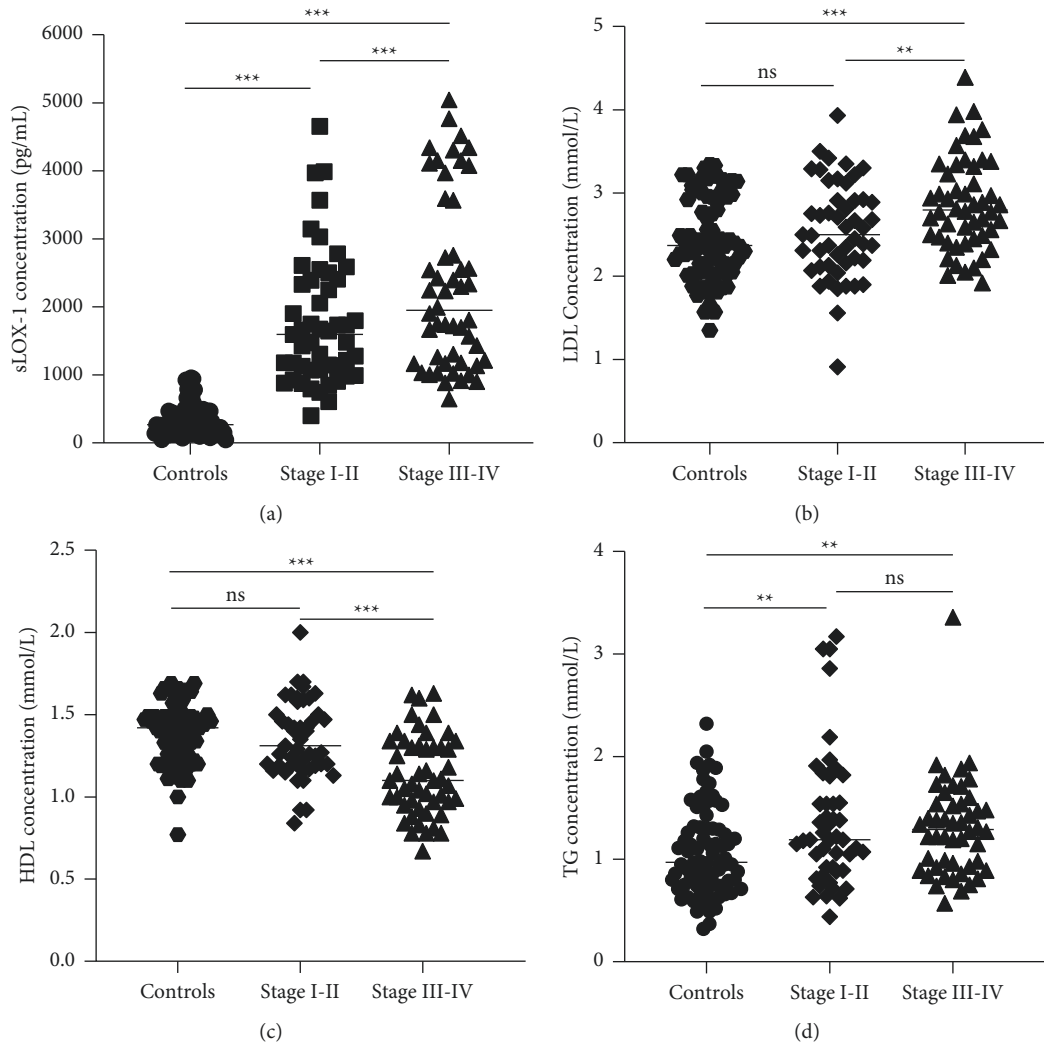 ***
***
***
6000
5000
4000
3000
2000
1000
0
sLOX-1 concentration (pg/mL)
Controls Stage I-II Stage III-IV
(a)
***
**
ns
5
4
3
2
1
0
LDL Concentration (mmol/L)
Controls Stage I-II Stage III-IV
(b)
***
ns
***
2.5
2.0
1.5
1.0
0.5
0.0
HDL concentration (mmol/L)
Controls Stage I-II Stage III-IV
(c)
**
ns
**
4
3
2
1
0
TG concentration (mmol/L)
Controls Stage I-II Stage III-IV
(d)